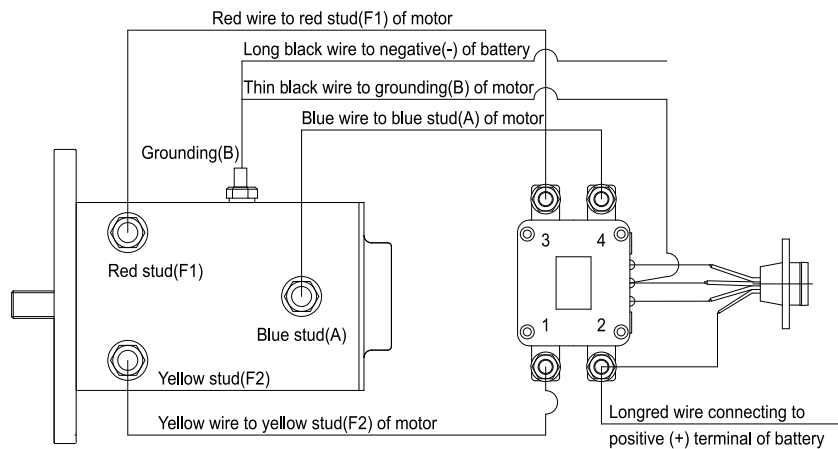 Red wire to red stud(F1) of motor
Long black wire to negative(-) of battery
Thin black wire to grounding(B) of motor
Blue wire to blue stud(A) of motor
Grounding(B)
3 4
Red stud(F1)
1 2
Blue stud(A)
Yellow stud(F2)
Yellow wire to yellow stud(F2) of motor
Longred wire connecting to
positive (+) terminal of battery